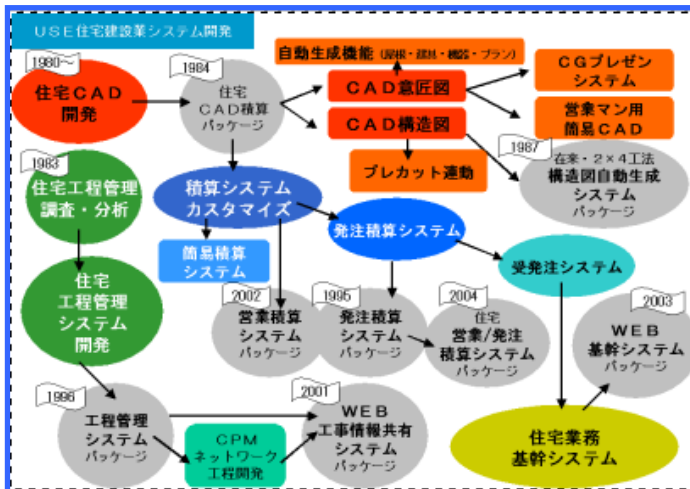 USE住宅建設業システム開発
1980～
住宅CAD
開発
1984
住宅
CAD積算
パッケージ
自動生成機能（屋根・建材・機器・プラン）
CAD意匠図
CAD構造図
プレカット連動
CGプレゼン
システム
営業マン用
簡易CAD
1987
在来・2×4工法
構造図自動生成
システム
パッケージ
1983
住宅工程管理
調査・分析
積算システム
カスタマイズ
発注積算システム
簡易積算
システム
受発注システム
住宅
工程管理
システム
開発
2002
営業積算
システム
パッケージ
1995
発注積算
システム
パッケージ
2004
住宅
営業/発注
積算システム
パッケージ
2003
WEB
基幹システム
パッケージ
1996
工程管理
システム
パッケージ
CPM
ネットワーク
工程開発
2001
WEB
工事情報共有
システム
パッケージ
住宅業務
基幹システム